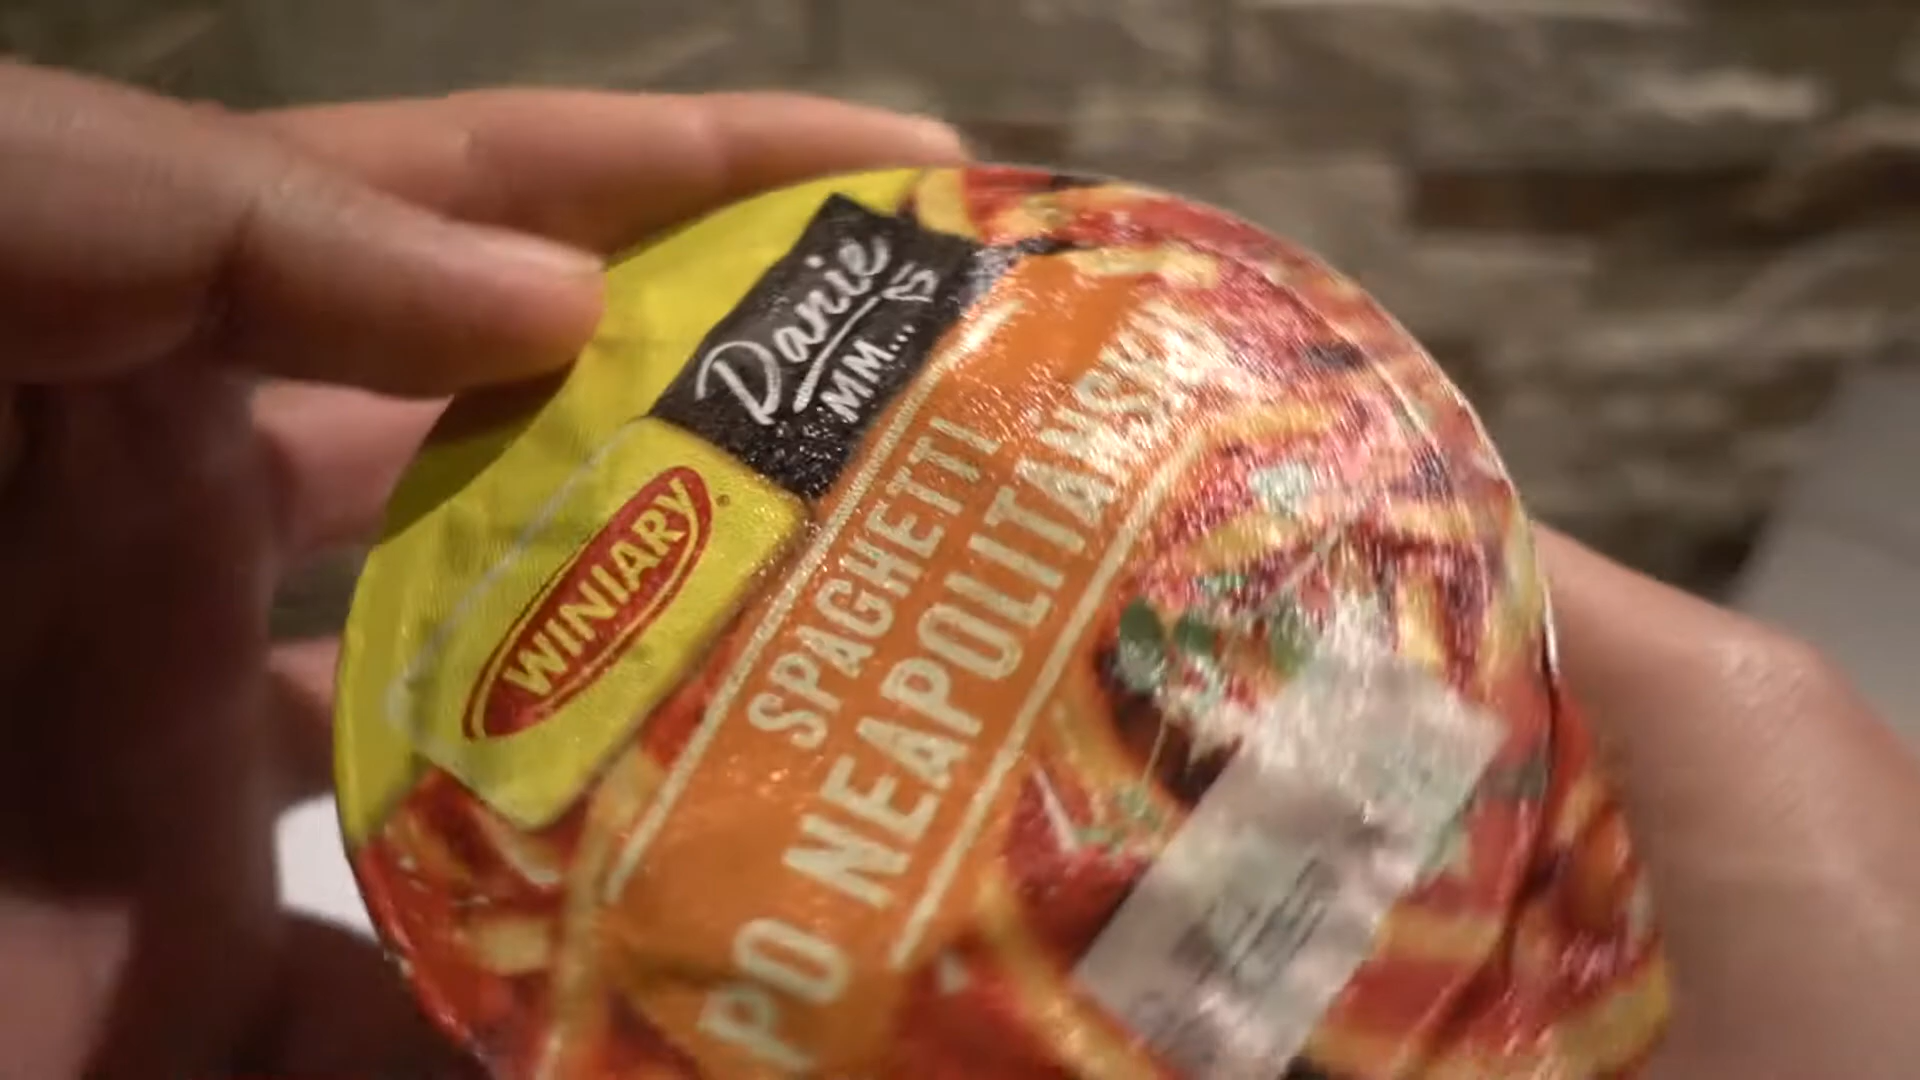 Danie
MM...
WINIARY
SPAGHETTI
PO NEAPOLITAŃSKU